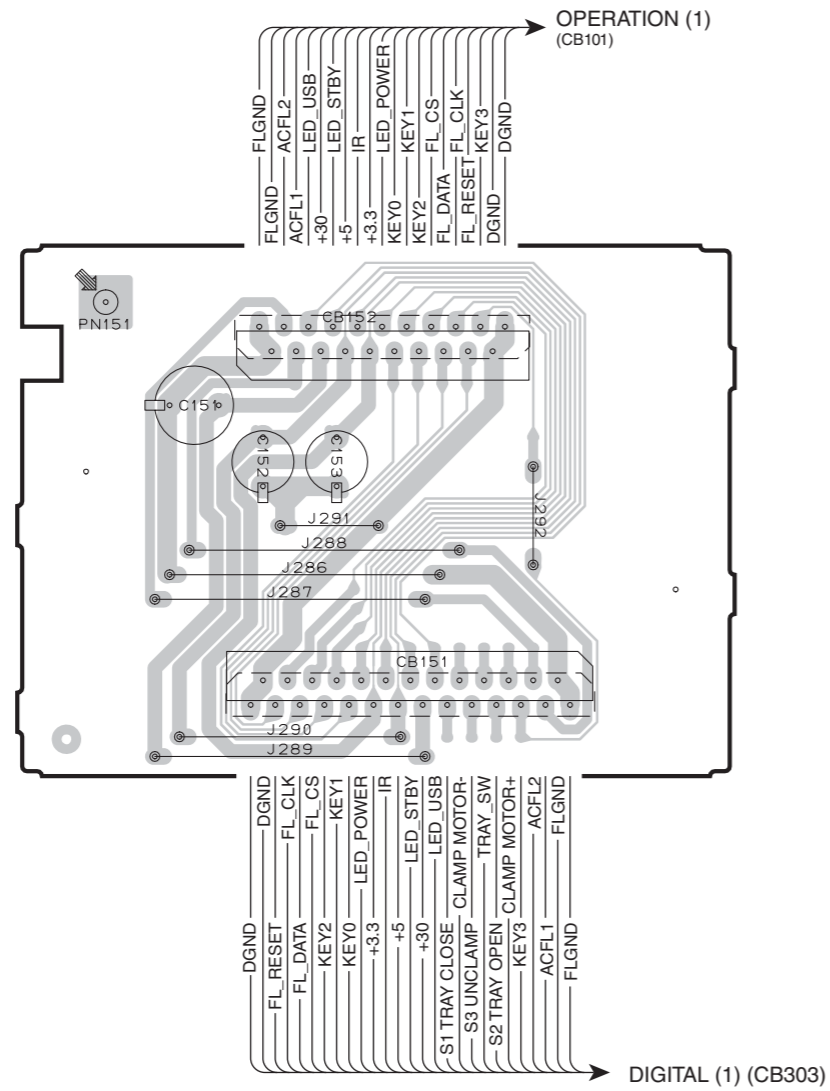 OPERATION (1)
(CB101)
FLGND
FLGND
ACFL2
ACFL1
LED_USB
+30
LED_STBY
+5
IR
+3.3
LED_POWER
KEY0
KEY1
KEY2
FL_CS
FL_DATA
FL_CLK
FL_RESET
KEY3
DGND
DGND
PN151
CB152
C151
C152
C153
J291
J292
J288
J286
J287
CB151
J290
J289
DGND
DGND
FL_RESET
FL_CLK
FL_DATA
FL_CS
KEY2
KEY1
KEY0
LED_POWER
+3.3
IR
+5
LED_STBY
+30
LED_USB
S1 TRAY CLOSE
CLAMP MOTOR-
S3 UNCLAMP
TRAY_SW
S2 TRAY OPEN
CLAMP MOTOR+
KEY3
ACFL2
ACFL1
FLGND
FLGND
DIGITAL (1) (CB303)